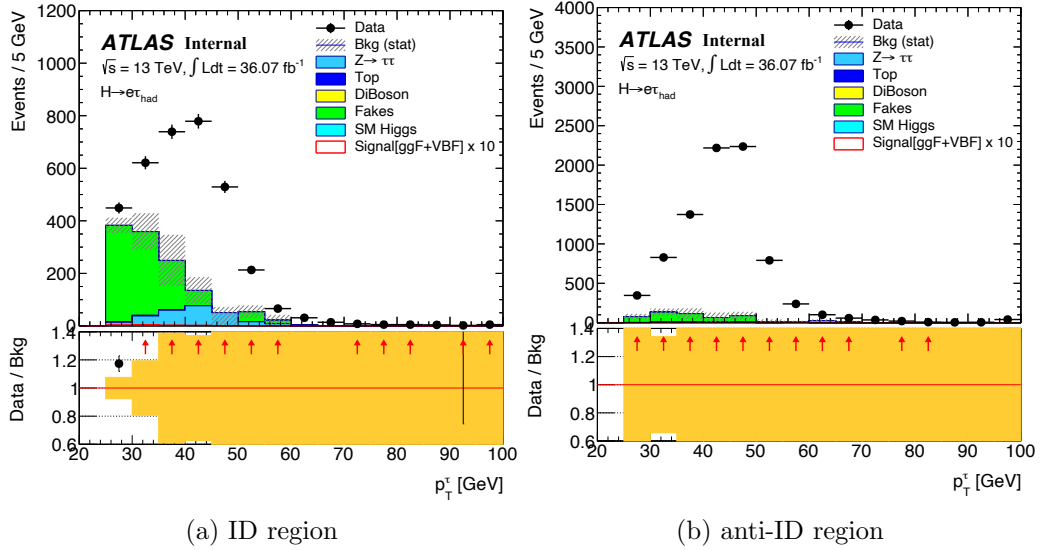 Events / 5 GeV
1200
1000
800
600
400
200
0
ATLAS Internal
√s = 13 TeV, ∫ Ldt = 36.07 fb⁻¹
H→eτhad
Data
Bkg (stat)
Z→ ττ
Top
DiBoson
Fakes
SM Higgs
Signal[ggF+VBF] x 10
Data / Bkg
1.4
1.2
1
0.8
0.6
20 30 40 50 60 70 80 90 100
pTτ [GeV]
(a) ID region
Events / 5 GeV
4000
3500
3000
2500
2000
1500
1000
500
0
ATLAS Internal
√s = 13 TeV, ∫ Ldt = 36.07 fb⁻¹
H→eτhad
Data
Bkg (stat)
Z→ ττ
Top
DiBoson
Fakes
SM Higgs
Signal[ggF+VBF] x 10
Data / Bkg
1.4
1.2
1
0.8
0.6
20 30 40 50 60 70 80 90 100
pTτ [GeV]
(b) anti-ID region